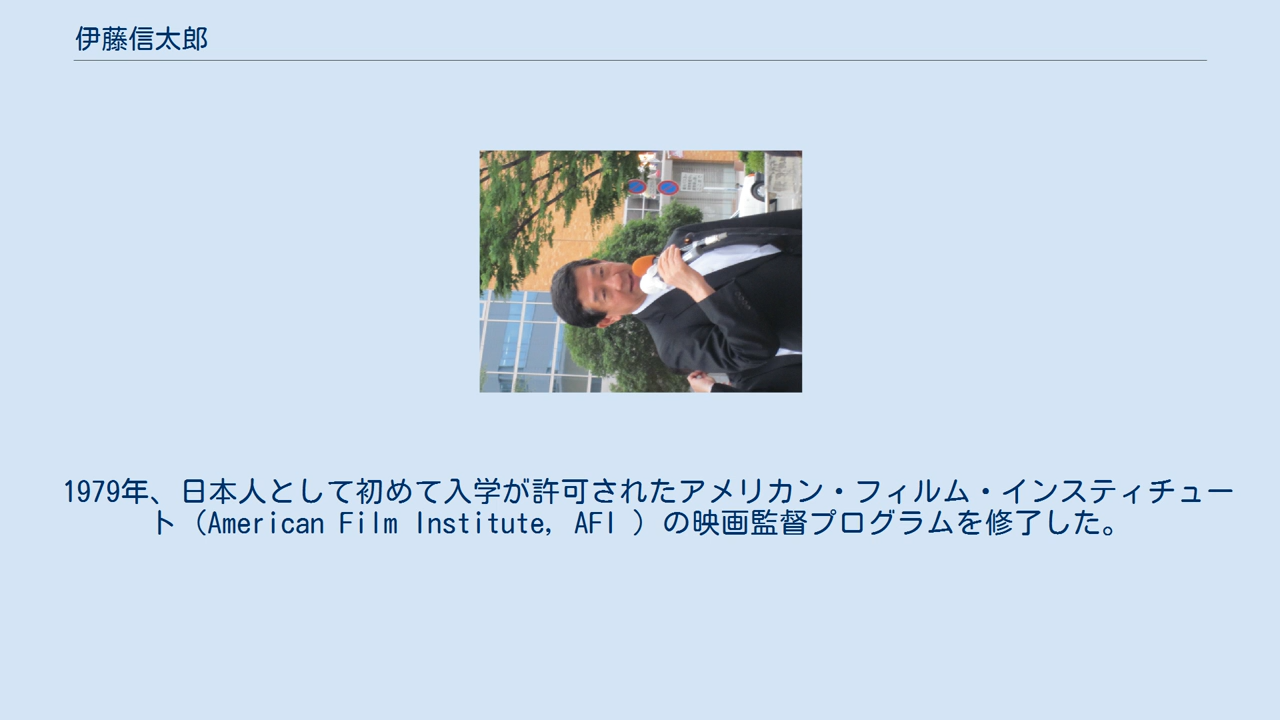 伊藤信太郎
1979年、日本人として初めて入学が許可されたアメリカン・フィルム・インスティチュー
ト（American Film Institute, AFI ）の映画監督プログラムを修了した。